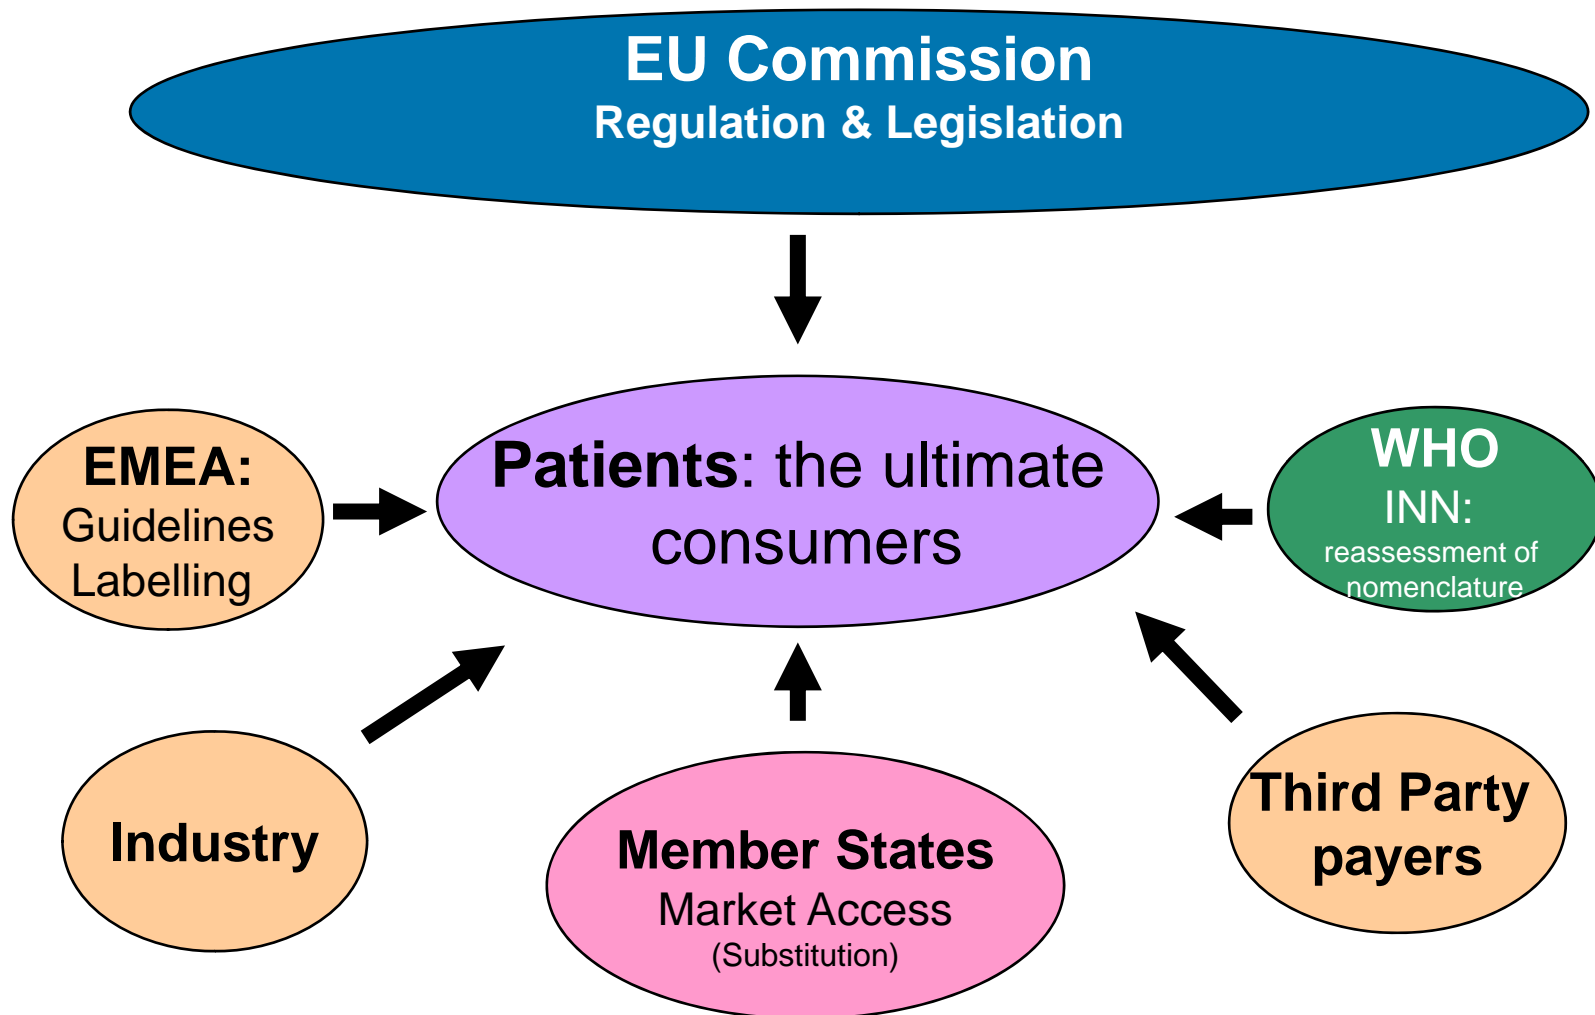 EU Commission
Regulation & Legislation
EMEA:
Guidelines
Labelling
Patients: the ultimate
consumers
WHO
INN:
reassessment of
nomenclature
Industry
Member States
Market Access
(Substitution)
Third Party
payers